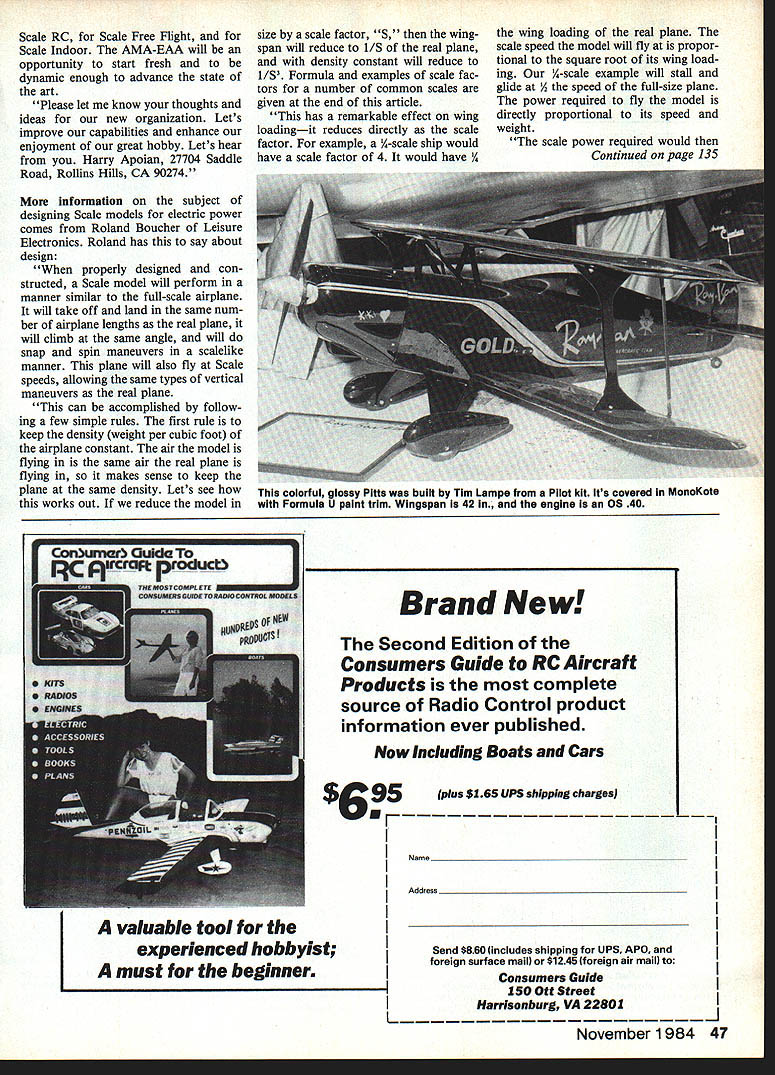 Scale RC, for Scale Free Flight, and for
Scale Indoor. The AMA-EAA will be an
opportunity to start fresh and to be
dynamic enough to advance the state of
the art.
"Please let me know your thoughts and
ideas for our new organization. Let's
improve our capabilities and enhance our
enjoyment of our great hobby. Let's hear
from you. Harry Apoian, 27704 Saddle
Road, Rollins Hills, CA 90274."
More information on the subject of
designing Scale models for electric power
comes from Roland Boucher of Leisure
Electronics. Roland has this to say about
design:
"When properly designed and con-
structed, a Scale model will perform in a
manner similar to the full-scale airplane.
It will take off and land in the same num-
ber of airplane lengths as the real plane, it
will climb at the same angle, and will do
snap and spin maneuvers in a scalelike
manner. This plane will also fly at Scale
speeds, allowing the same types of vertical
maneuvers as the real plane.
"This can be accomplished by follow-
ing a few simple rules. The first rule is to
keep the density (weight per cubic foot) of
the airplane constant. The air the model is
flying in is the same air the real plane is
flying in, so it makes sense to keep the
plane at the same density. Let's see how
this works out. If we reduce the model in
size by a scale factor, "S," then the wing-
span will reduce to 1/S of the real plane,
and with density constant will reduce to
1/S³. Formula and examples of scale fac-
tors for a number of common scales are
given at the end of this article.
"This has a remarkable effect on wing
loading—it reduces directly as the scale
factor. For example, a ¼-scale ship would
have a scale factor of 4. It would have ¼
the wing loading of the real plane. The
scale speed the model will fly at is propor-
tional to the square root of its wing load-
ing. Our ¼-scale example will stall and
glide at ½ the speed of the full-size plane.
The power required to fly the model is
directly proportional to its speed and
weight.
"The scale power required would then
Continued on page 135
GOLD
Ray-Ban
Ray-Ban
This colorful, glossy Pitts was built by Tim Lampe from a Pilot kit. It's covered in MonoKote
with Formula U paint trim. Wingspan is 42 in., and the engine is an OS .40.
Consumers Guide To
RC Aircraft Products
CARS
THE MOST COMPLETE
CONSUMERS GUIDE TO RADIO CONTROL MODELS
PLANES
HUNDREDS OF NEW
PRODUCTS!
BOATS
• KITS
• RADIOS
• ENGINES
• ELECTRIC
• ACCESSORIES
• TOOLS
• BOOKS
• PLANS
PENNZOIL
A valuable tool for the
experienced hobbyist;
A must for the beginner.
Brand New!
The Second Edition of the
Consumers Guide to RC Aircraft
Products is the most complete
source of Radio Control product
information ever published.
Now Including Boats and Cars
$6.95 (plus $1.65 UPS shipping charges)
Name
Address
Send $8.60 (includes shipping for UPS, APO, and
foreign surface mail) or $12.45 (foreign air mail) to:
Consumers Guide
150 Ott Street
Harrisonburg, VA 22801
November 1984 47